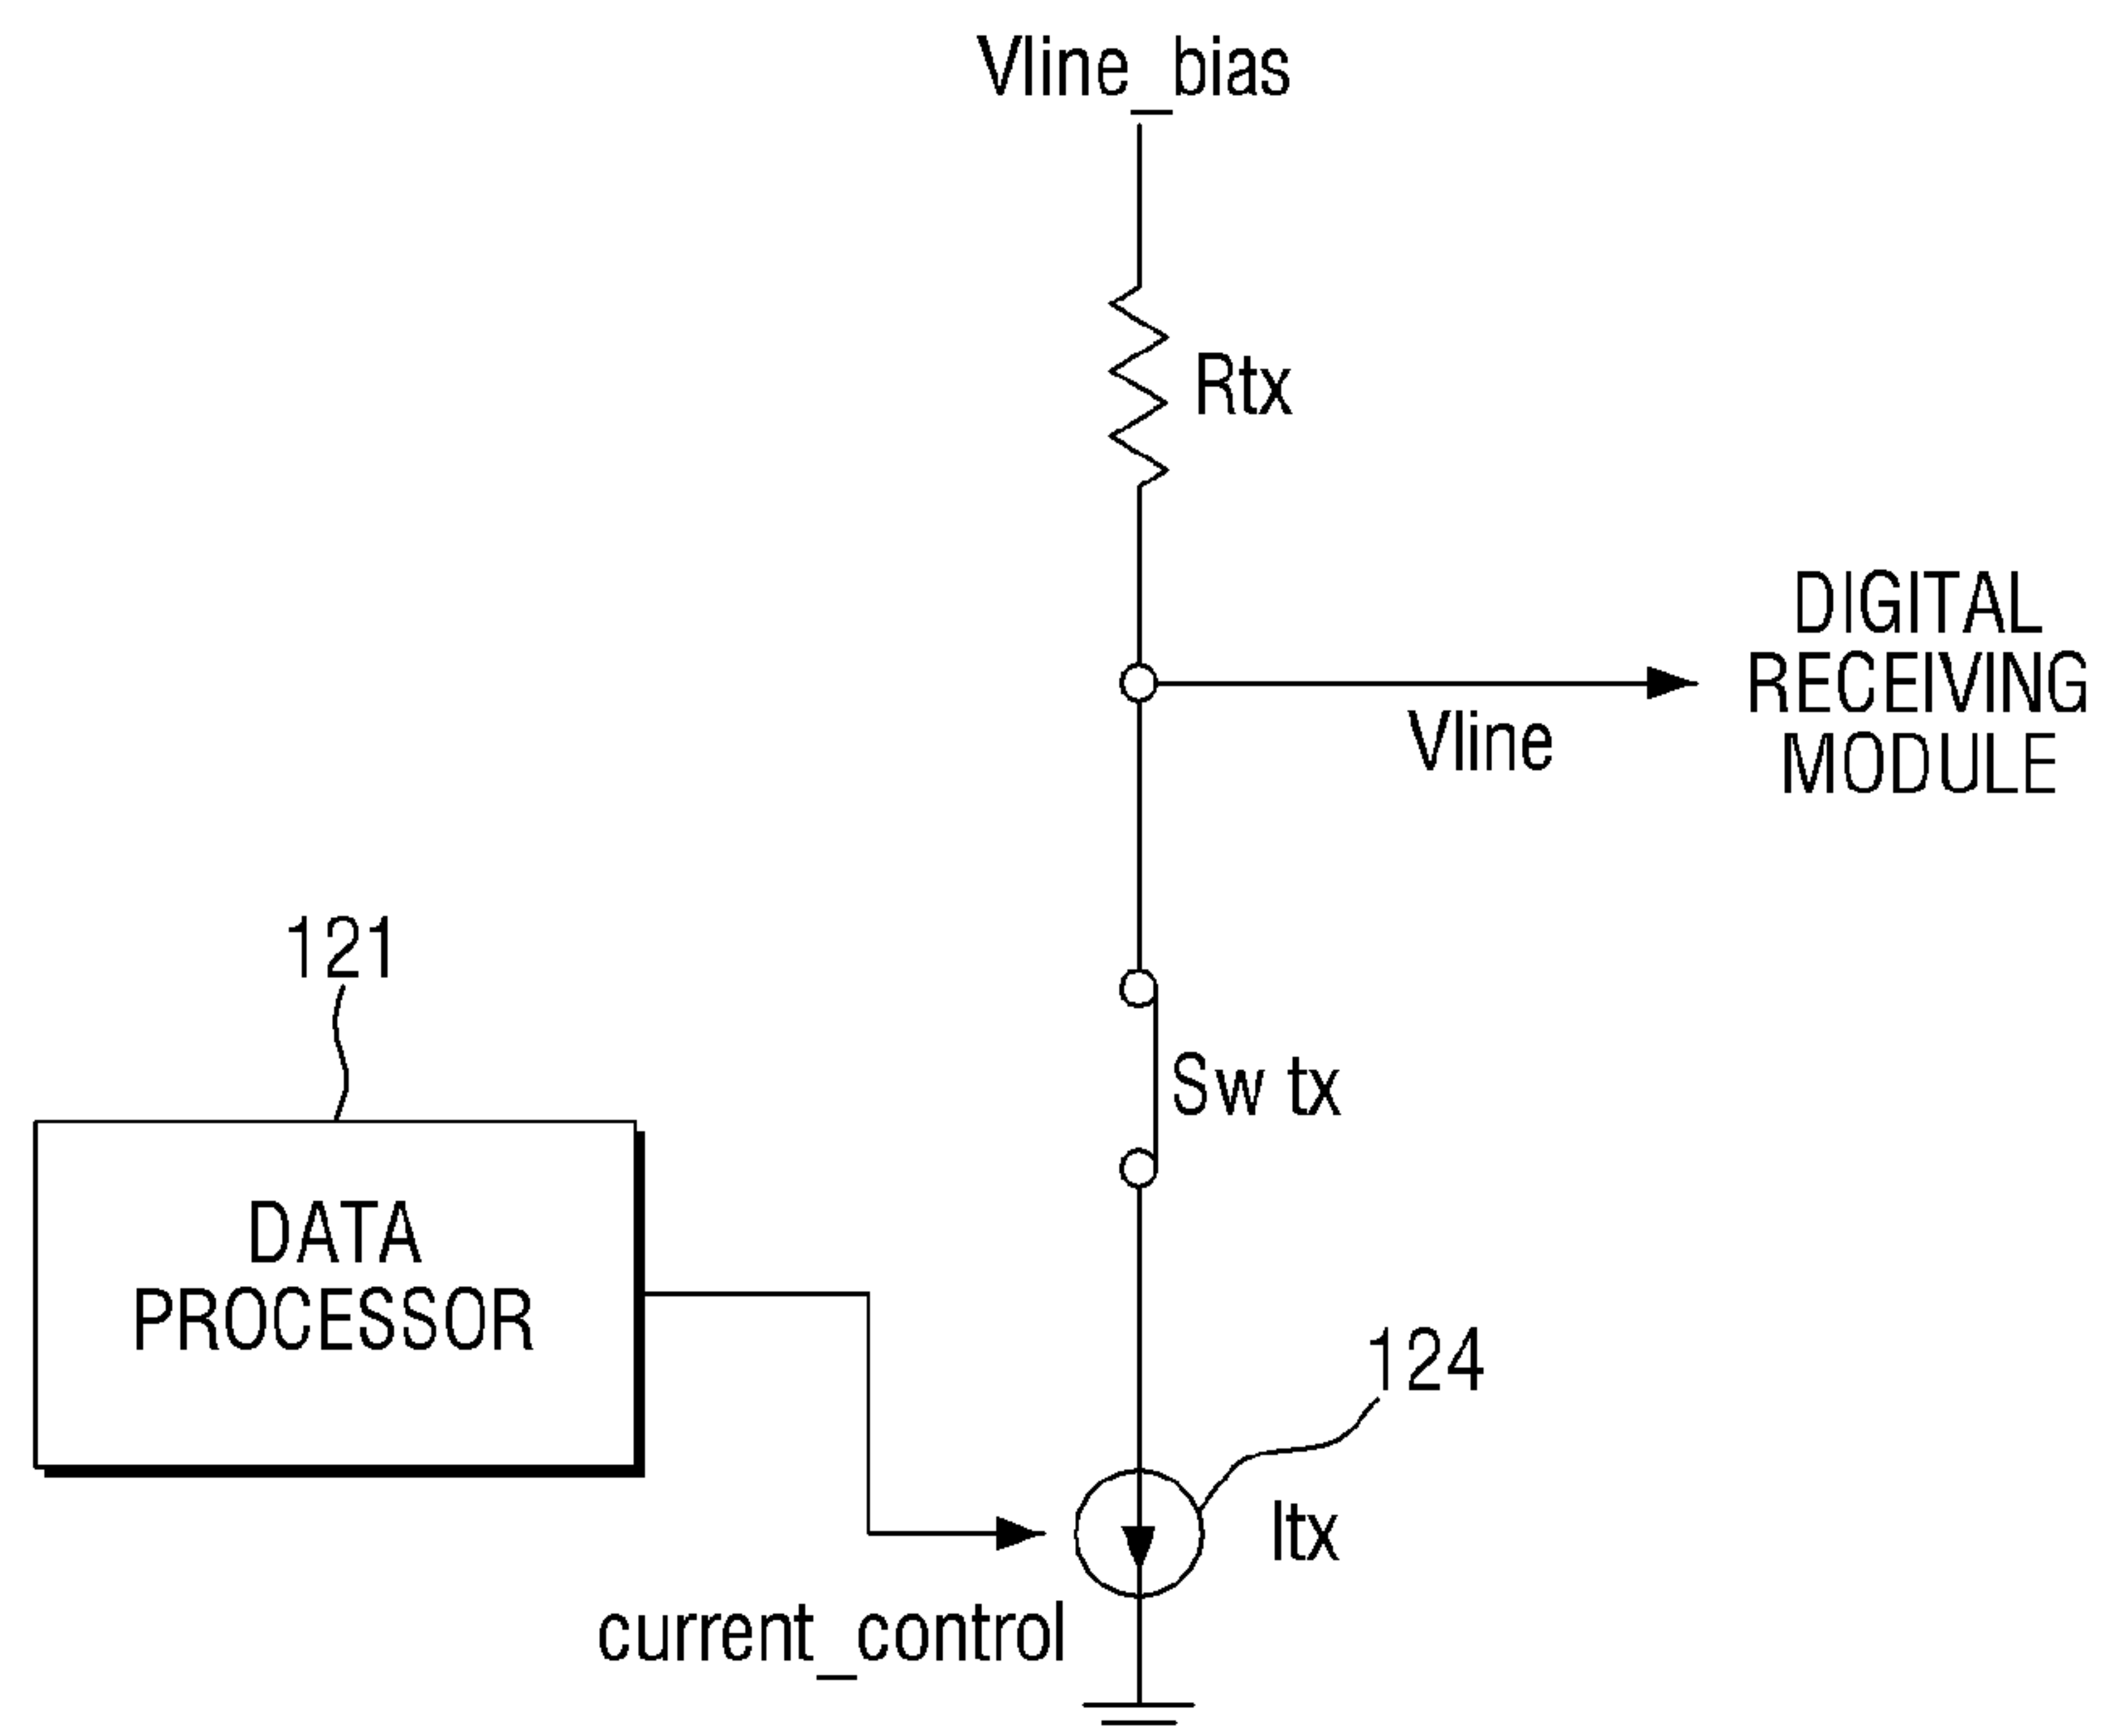 Vline_bias
Rtx
DIGITAL
RECEIVING
MODULE
Vline
121
Sw tx
DATA
PROCESSOR
124
Itx
current_control